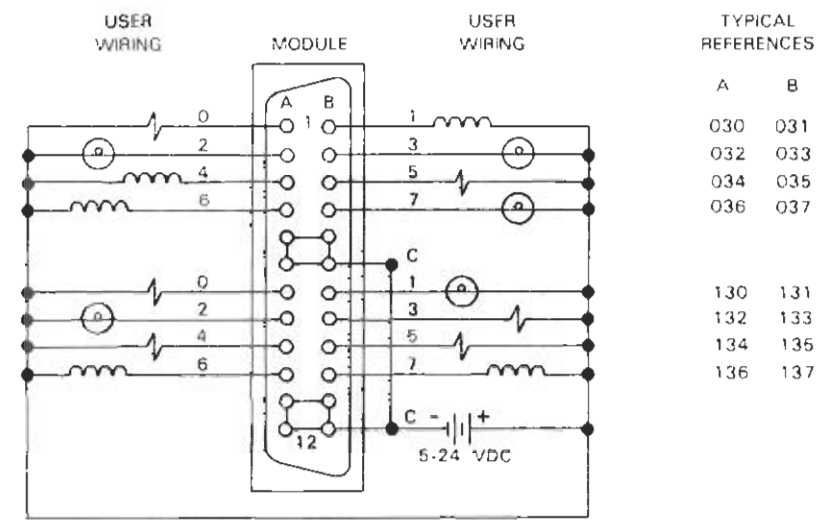 USER WIRING MODULE USER WIRING TYPICAL REFERENCES
A B
A B
0 1 1 030 031
2 3 032 033
4 5 034 035
6 7 036 037
C
0 1 130 131
2 3 132 133
4 5 134 135
6 7 136 137
12 C - +
5-24 VDC